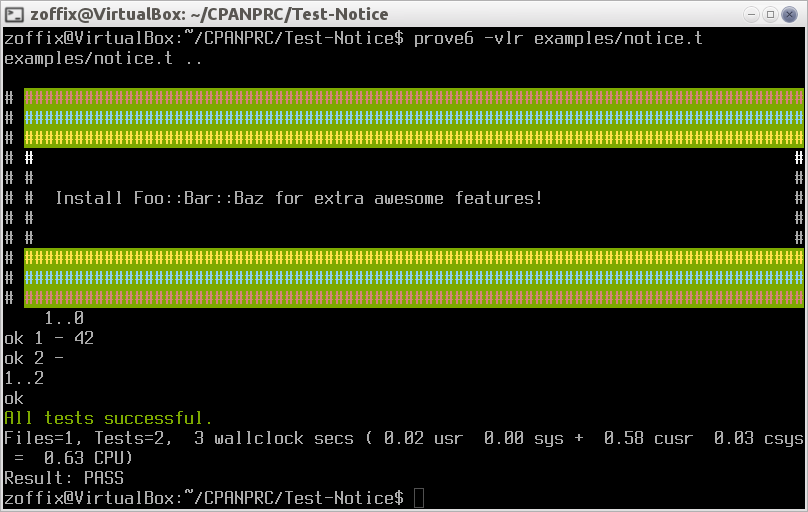 zoffix@VirtualBox: ~/CPANPRC/Test-Notice
zoffix@VirtualBox:~/CPANPRC/Test-Notice$ prove6 -vlr examples/notice.t
examples/notice.t ..
# ##############################################################################
# ##############################################################################
# ##############################################################################
# #                                                                            #
# #                                                                            #
# #  Install Foo::Bar::Baz for extra awesome features!                         #
# #                                                                            #
# #                                                                            #
# ##############################################################################
# ##############################################################################
# ##############################################################################
    1..0
ok 1 - 42
ok 2 -
1..2
ok
All tests successful.
Files=1, Tests=2,  3 wallclock secs ( 0.02 usr  0.00 sys +  0.58 cusr  0.03 csys
 =  0.63 CPU)
Result: PASS
zoffix@VirtualBox:~/CPANPRC/Test-Notice$